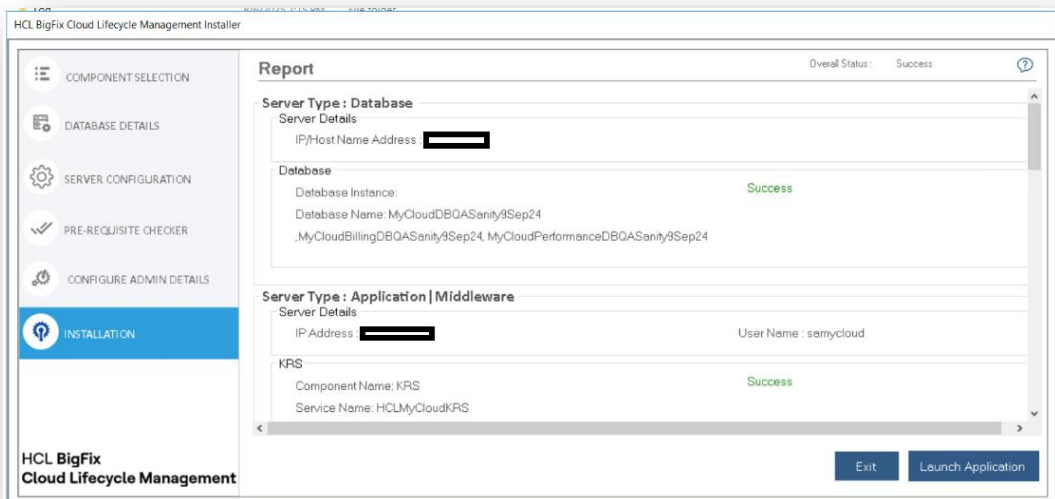 HCL BigFix Cloud Lifecycle Management Installer
COMPONENT SELECTION
DATABASE DETAILS
SERVER CONFIGURATION
PRE-REQUISITE CHECKER
CONFIGURE ADMIN DETAILS
INSTALLATION
HCL BigFix
Cloud Lifecycle Management
Report
Overall Status : Success
Server Type : Database
Server Details
IP/Host Name Address :
Database
Database Instance:
Success
Database Name: MyCloudDBQASanity9Sep24
,MyCloudBillingDBQASanity9Sep24, MyCloudPerformanceDBQASanity9Sep24
Server Type : Application | Middleware
Server Details
IP Address :
User Name : samycloud
KRS
Component Name: KRS
Success
Service Name: HCLMyCloudKRS
Exit
Launch Application